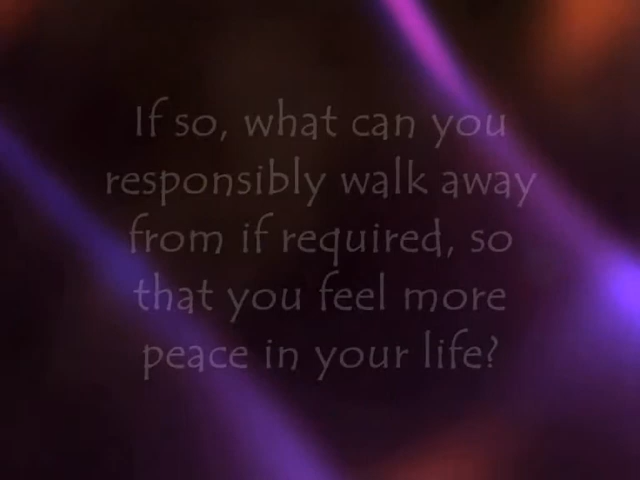 If so, what can you
responsibly walk away
from if required, so
that you feel more
peace in your life?